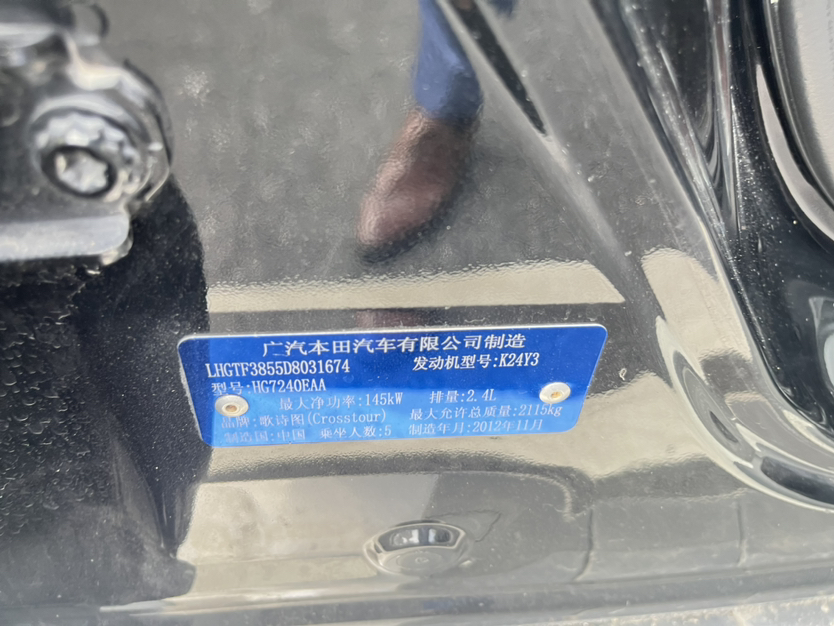 广汽本田汽车有限公司制造
LHGTF3855D8031674 发动机型号:K24Y3
型号:HG7240EAA
最大净功率:145kW 排量:2.4L
品牌:歌诗图(Crosstour) 最大允许总质量:2115kg
制造国:中国 乘坐人数:5 制造年月:2012年11月